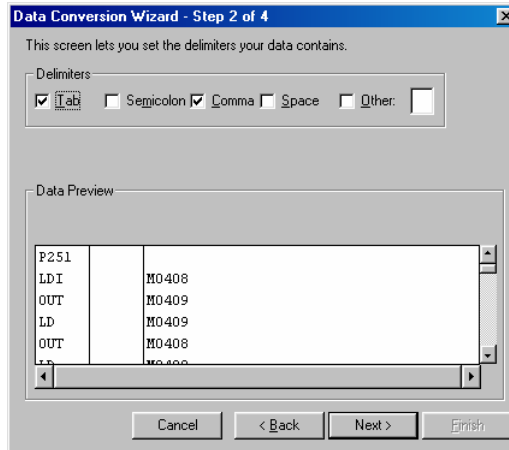 Data Conversion Wizard - Step 2 of 4
This screen lets you set the delimiters your data contains.
Delimiters
Tab Semicolon Comma Space Other:
Data Preview
P251
LDI M0408
OUT M0409
LD M0409
OUT M0408
Cancel < Back Next > Finish